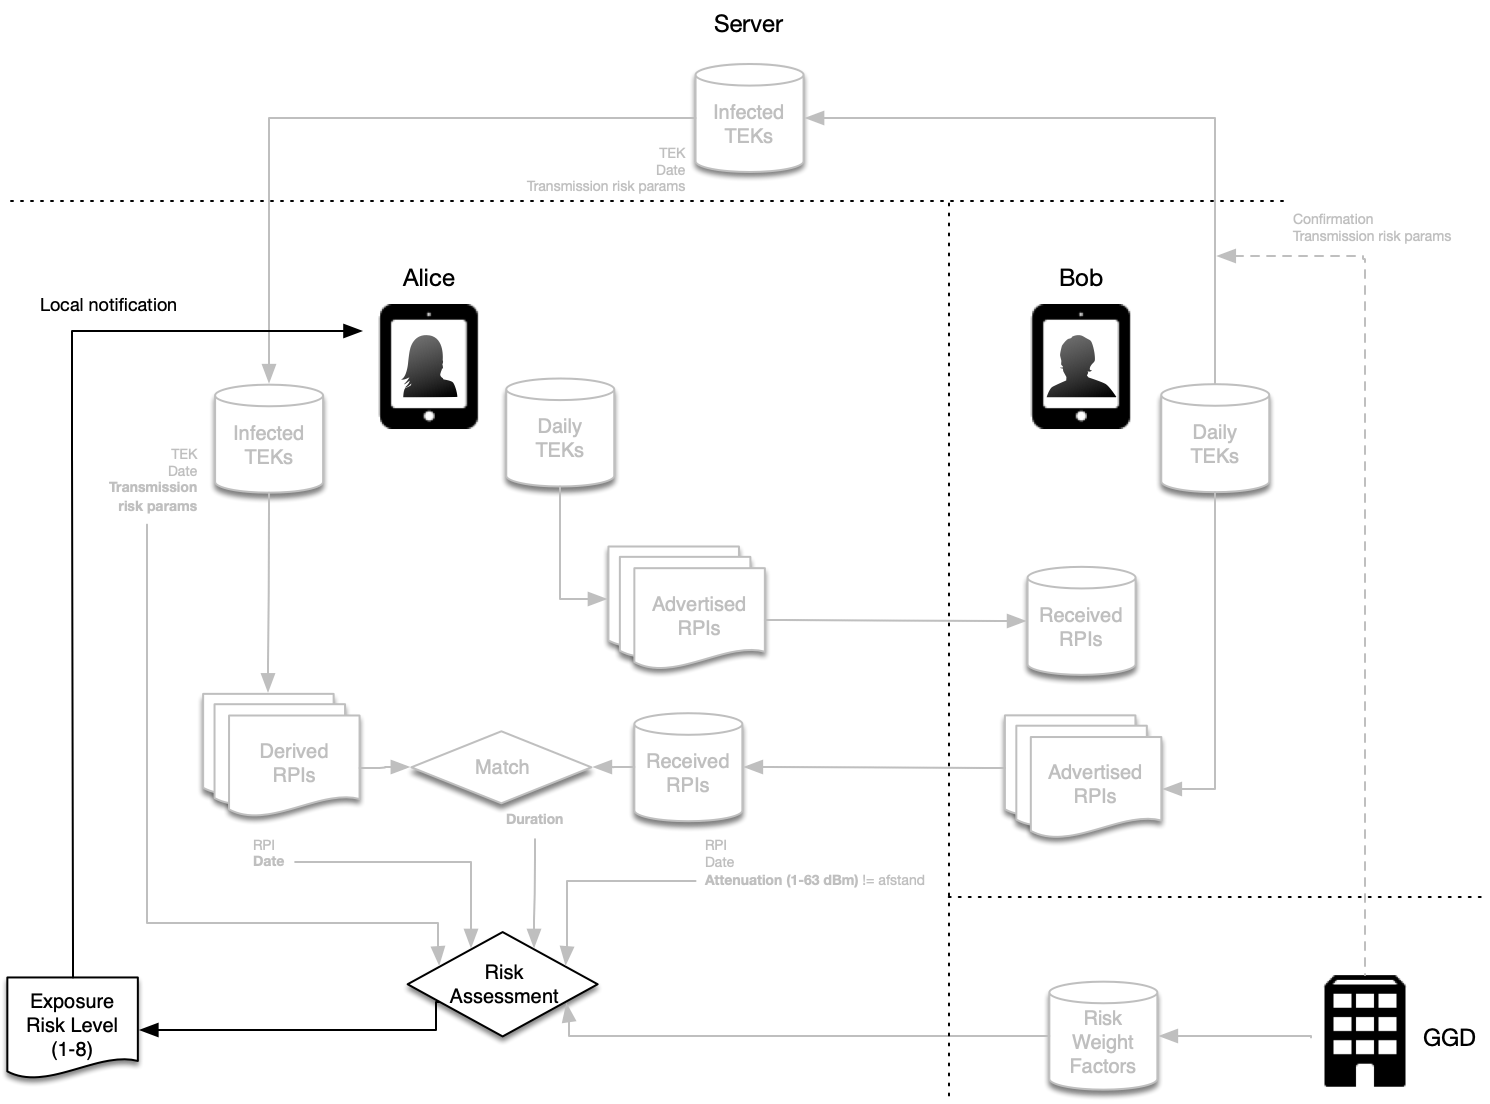 Server
Infected
TEKs
TEK
Date
Transmission risk params
Confirmation
Transmission risk params
Alice
Bob
Local notification
Infected
TEKs
Daily
TEKs
Daily
TEKs
TEK
Date
Transmission
risk params
Advertised
RPIs
Received
RPIs
Derived
RPIs
Match
Received
RPIs
Advertised
RPIs
Duration
RPI
Date
RPI
Date
Attenuation (1-63 dBm) != afstand
Risk
Assessment
Exposure
Risk Level
(1-8)
Risk
Weight
Factors
GGD